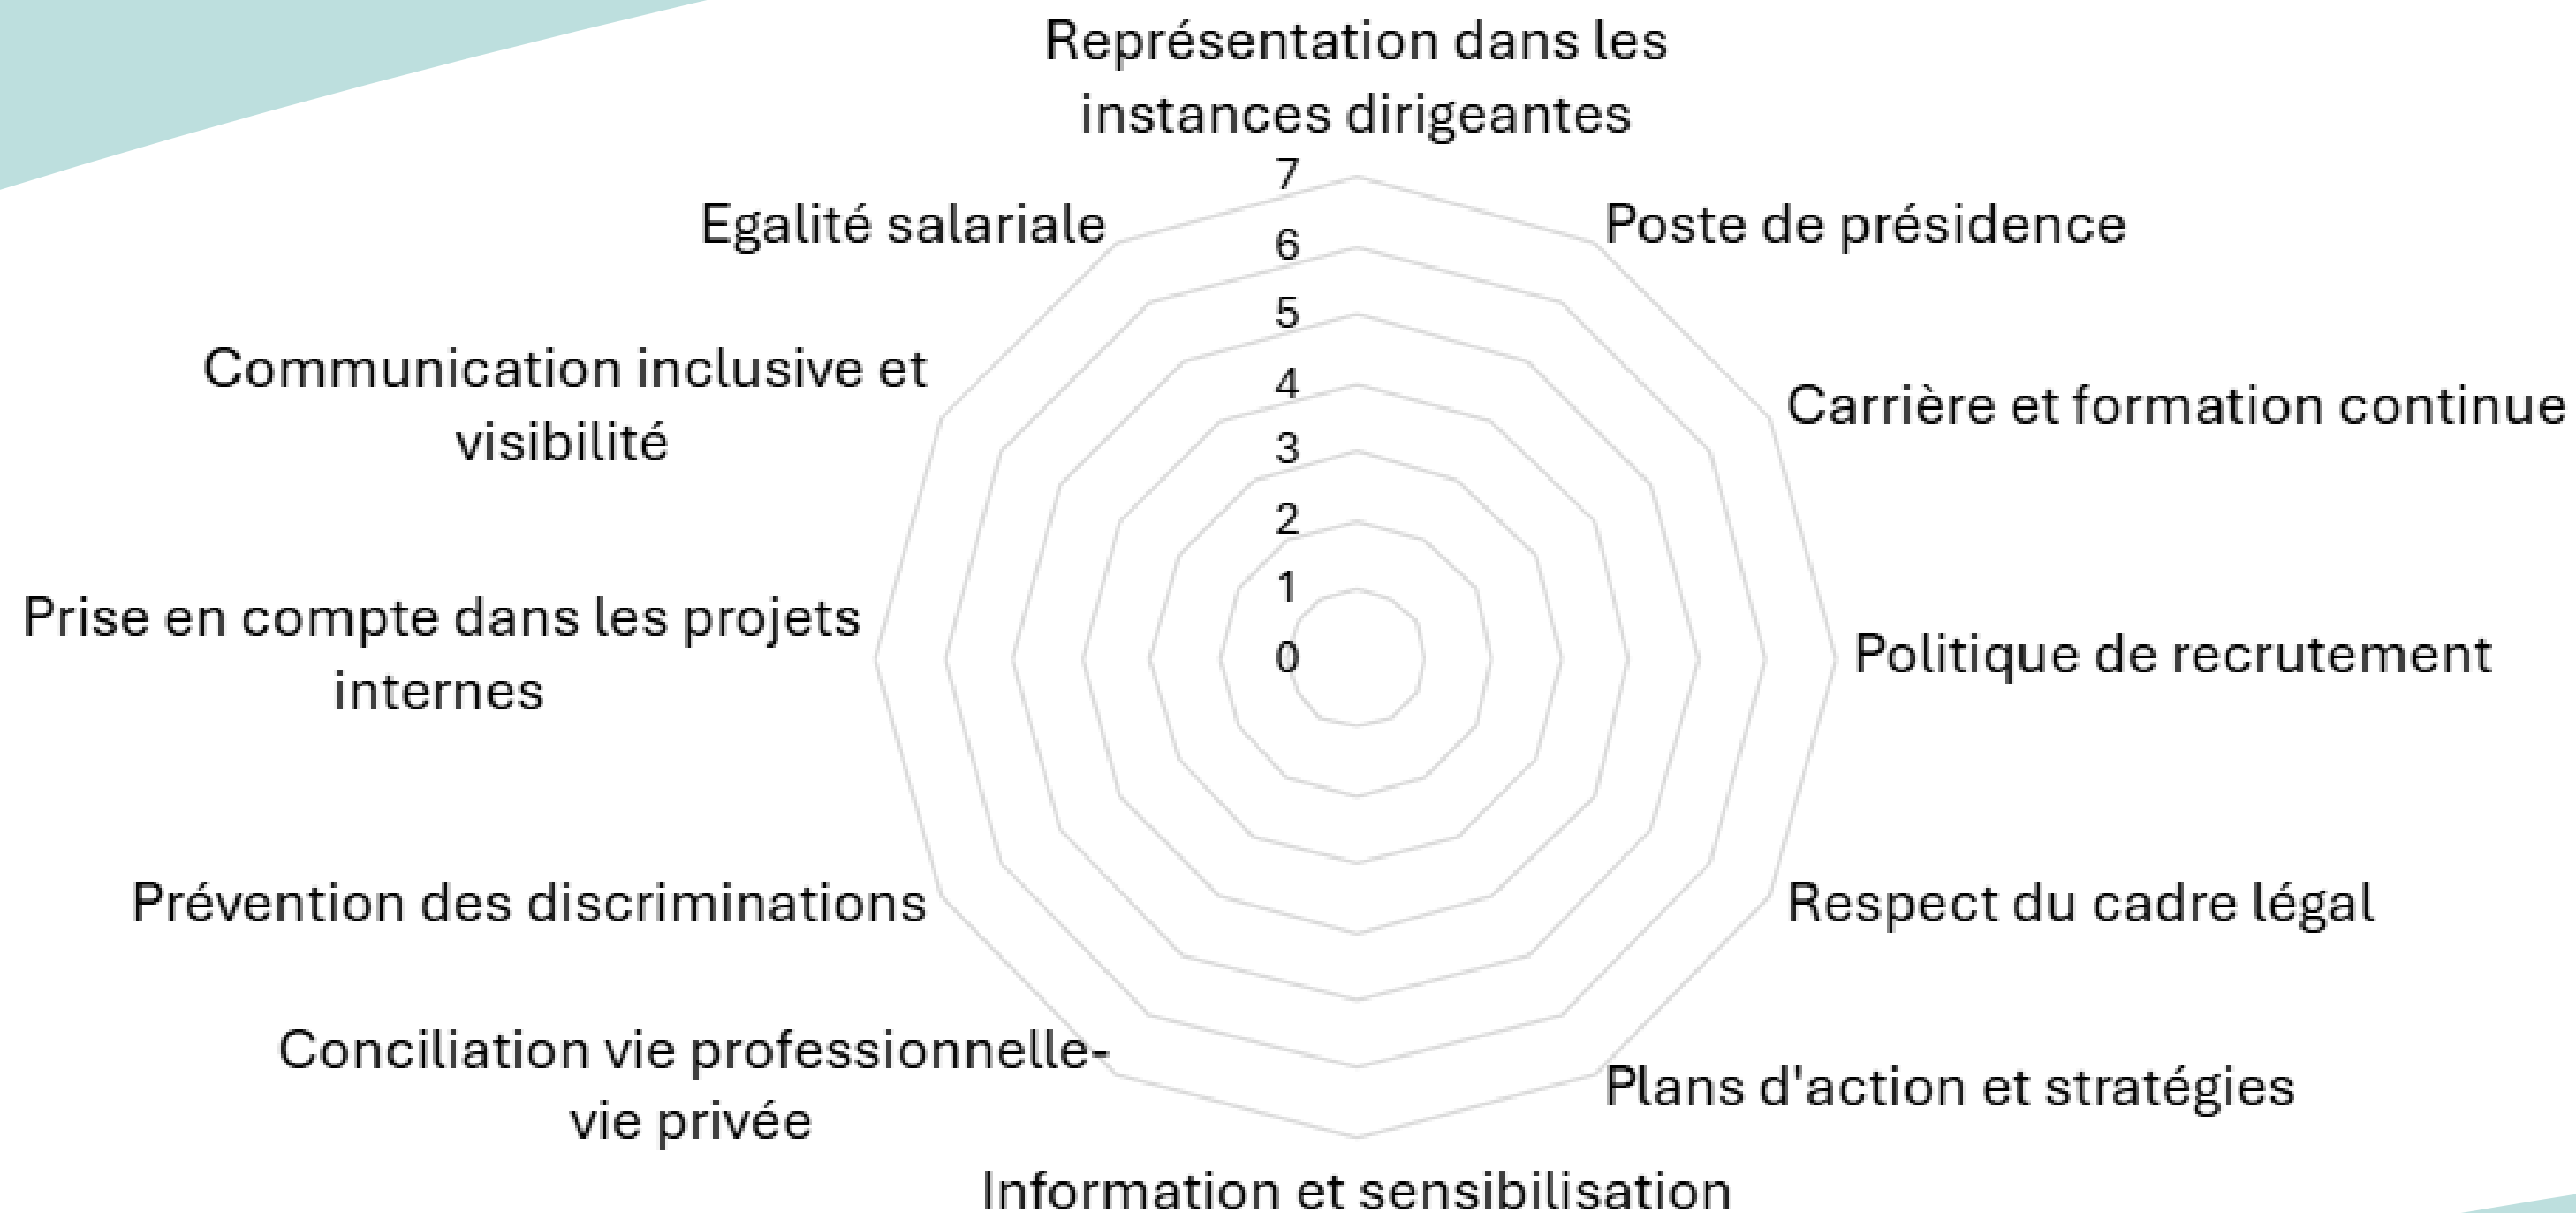 Représentation dans les
instances dirigeantes
7
Egalité salariale
Poste de présidence
6
5
Communication inclusive et
visibilité
4
Carrière et formation continue
3
2
1
Prise en compte dans les projets
internes
0
Politique de recrutement
Prévention des discriminations
Respect du cadre légal
Conciliation vie professionnelle-
vie privée
Plans d'action et stratégies
Information et sensibilisation